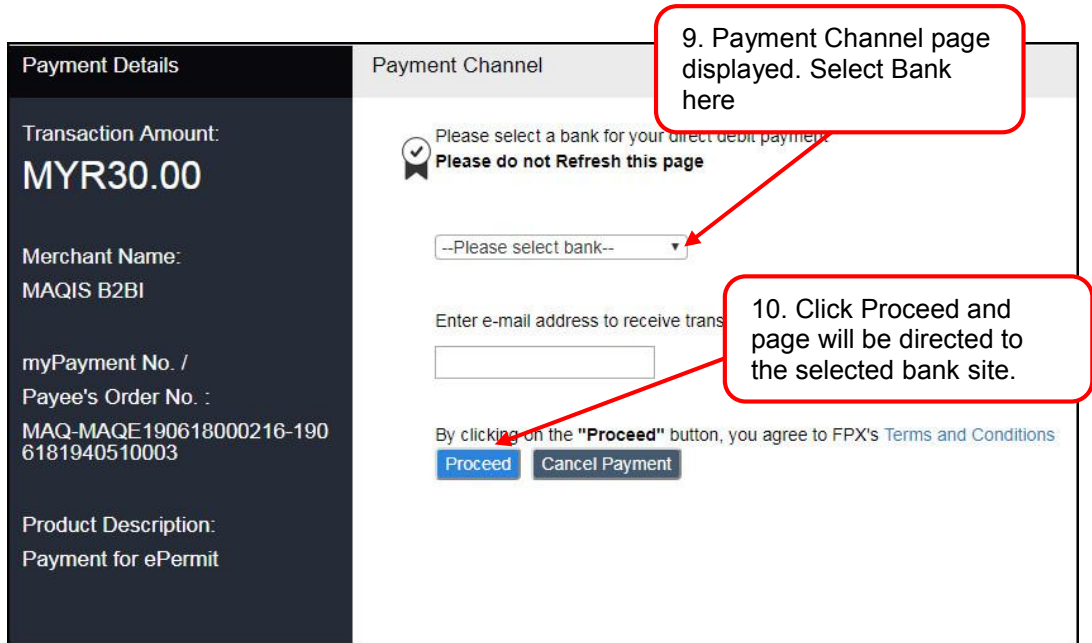 Payment Details
Transaction Amount:
MYR30.00
Merchant Name:
MAQIS B2BI
myPayment No. /
Payee's Order No. :
MAQ-MAQE190618000216-190
6181940510003
Product Description:
Payment for ePermit
Payment Channel
9. Payment Channel page
displayed. Select Bank
here
Please select a bank for your direct debit payment
Please do not Refresh this page
--Please select bank--
Enter e-mail address to receive trans
10. Click Proceed and
page will be directed to
the selected bank site.
By clicking on the "Proceed" button, you agree to FPX's Terms and Conditions
Proceed Cancel Payment